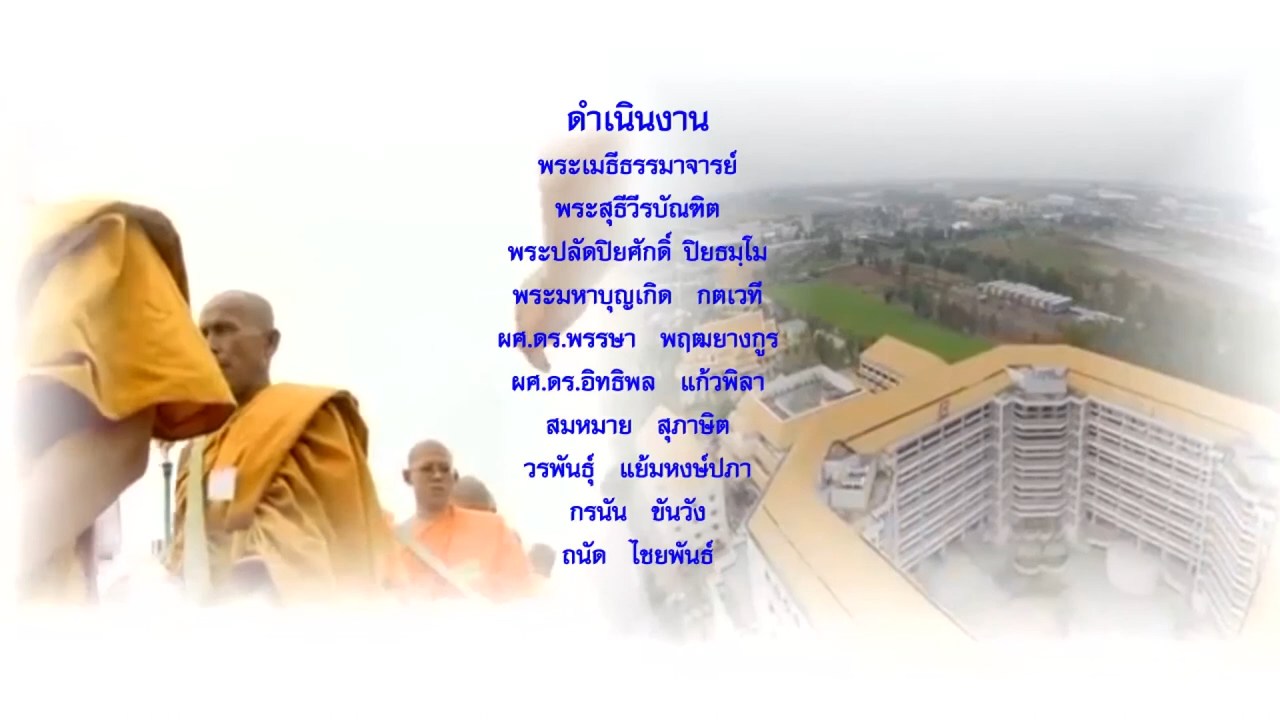 ดำเนินงาน
พระเมธีธรรมาจารย์
พระสุธีวีรบัณฑิต
พระปลัดปิยศักดิ์ ปิยธมฺโม
พระมหาบุญเกิด กตเวที
ผศ.ดร.พรรษา พฤฒยางกูร
ผศ.ดร.อิทธิพล แก้วพิลา
สมหมาย สุภาษิต
วรพันธุ์ แย้มหงษ์ปภา
กรนัน ขันวัง
ถนัด ไชยพันธ์